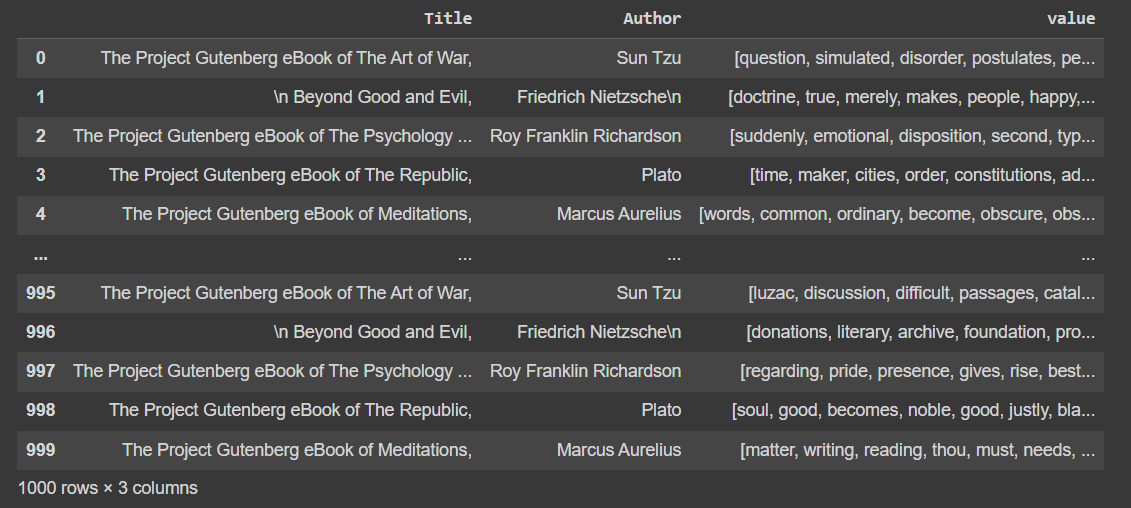 Title Author value
0 The Project Gutenberg eBook of The Art of War, Sun Tzu [question, simulated, disorder, postulates, pe...
1 \n Beyond Good and Evil, Friedrich Nietzsche\n [doctrine, true, merely, makes, people, happy,...
2 The Project Gutenberg eBook of The Psychology ... Roy Franklin Richardson [suddenly, emotional, disposition, second, typ...
3 The Project Gutenberg eBook of The Republic, Plato [time, maker, cities, order, constitutions, ad...
4 The Project Gutenberg eBook of Meditations, Marcus Aurelius [words, common, ordinary, become, obscure, obs...
... ... ... ...
995 The Project Gutenberg eBook of The Art of War, Sun Tzu [luzac, discussion, difficult, passages, catal...
996 \n Beyond Good and Evil, Friedrich Nietzsche\n [donations, literary, archive, foundation, pro...
997 The Project Gutenberg eBook of The Psychology ... Roy Franklin Richardson [regarding, pride, presence, gives, rise, best...
998 The Project Gutenberg eBook of The Republic, Plato [soul, good, becomes, noble, good, justly, bla...
999 The Project Gutenberg eBook of Meditations, Marcus Aurelius [matter, writing, reading, thou, must, needs, ...
1000 rows × 3 columns